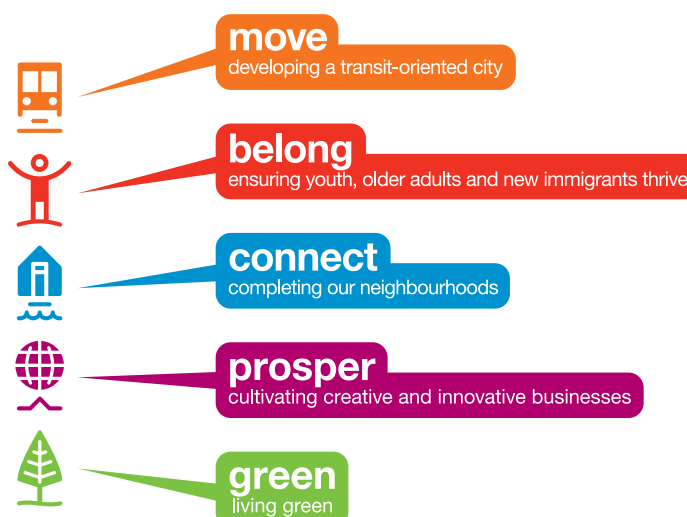 move
developing a transit-oriented city
belong
ensuring youth, older adults and new immigrants thrive
connect
completing our neighbourhoods
prosper
cultivating creative and innovative businesses
green
living green